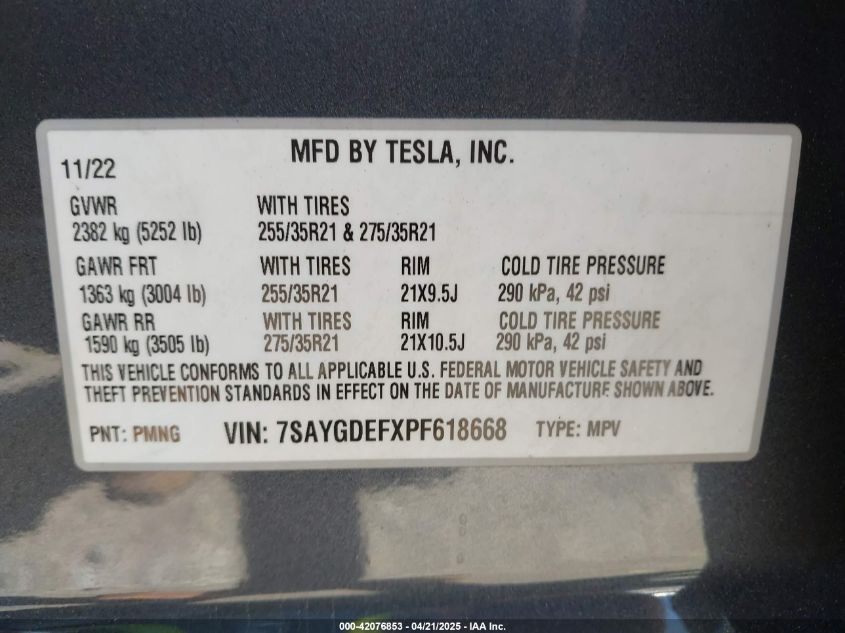 MFD BY TESLA, INC.
11/22
GVWR WITH TIRES
2382 kg (5252 lb) 255/35R21 & 275/35R21
GAWR FRT WITH TIRES RIM COLD TIRE PRESSURE
1363 kg (3004 lb) 255/35R21 21X9.5J 290 kPa, 42 psi
GAWR RR WITH TIRES RIM COLD TIRE PRESSURE
1590 kg (3505 lb) 275/35R21 21X10.5J 290 kPa, 42 psi
THIS VEHICLE CONFORMS TO ALL APPLICABLE U.S. FEDERAL MOTOR VEHICLE SAFETY AND
THEFT PREVENTION STANDARDS IN EFFECT ON THE DATE OF MANUFACTURE SHOWN ABOVE.
PNT: PMNG VIN: 7SAYGDEFXPF618668 TYPE: MPV
000-42076853 - 04/21/2025 - IAA Inc.